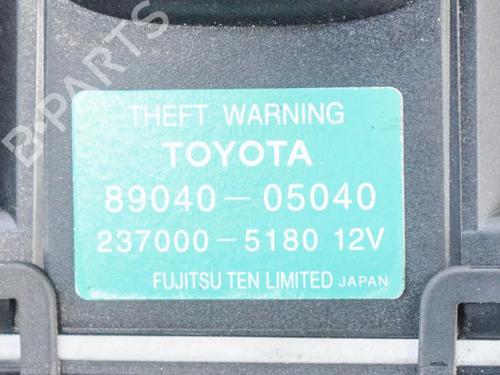 B-PARTS
THEFT WARNING
TOYOTA
89040-05040
237000-5180 12V
FUJITSU TEN LIMITED JAPAN